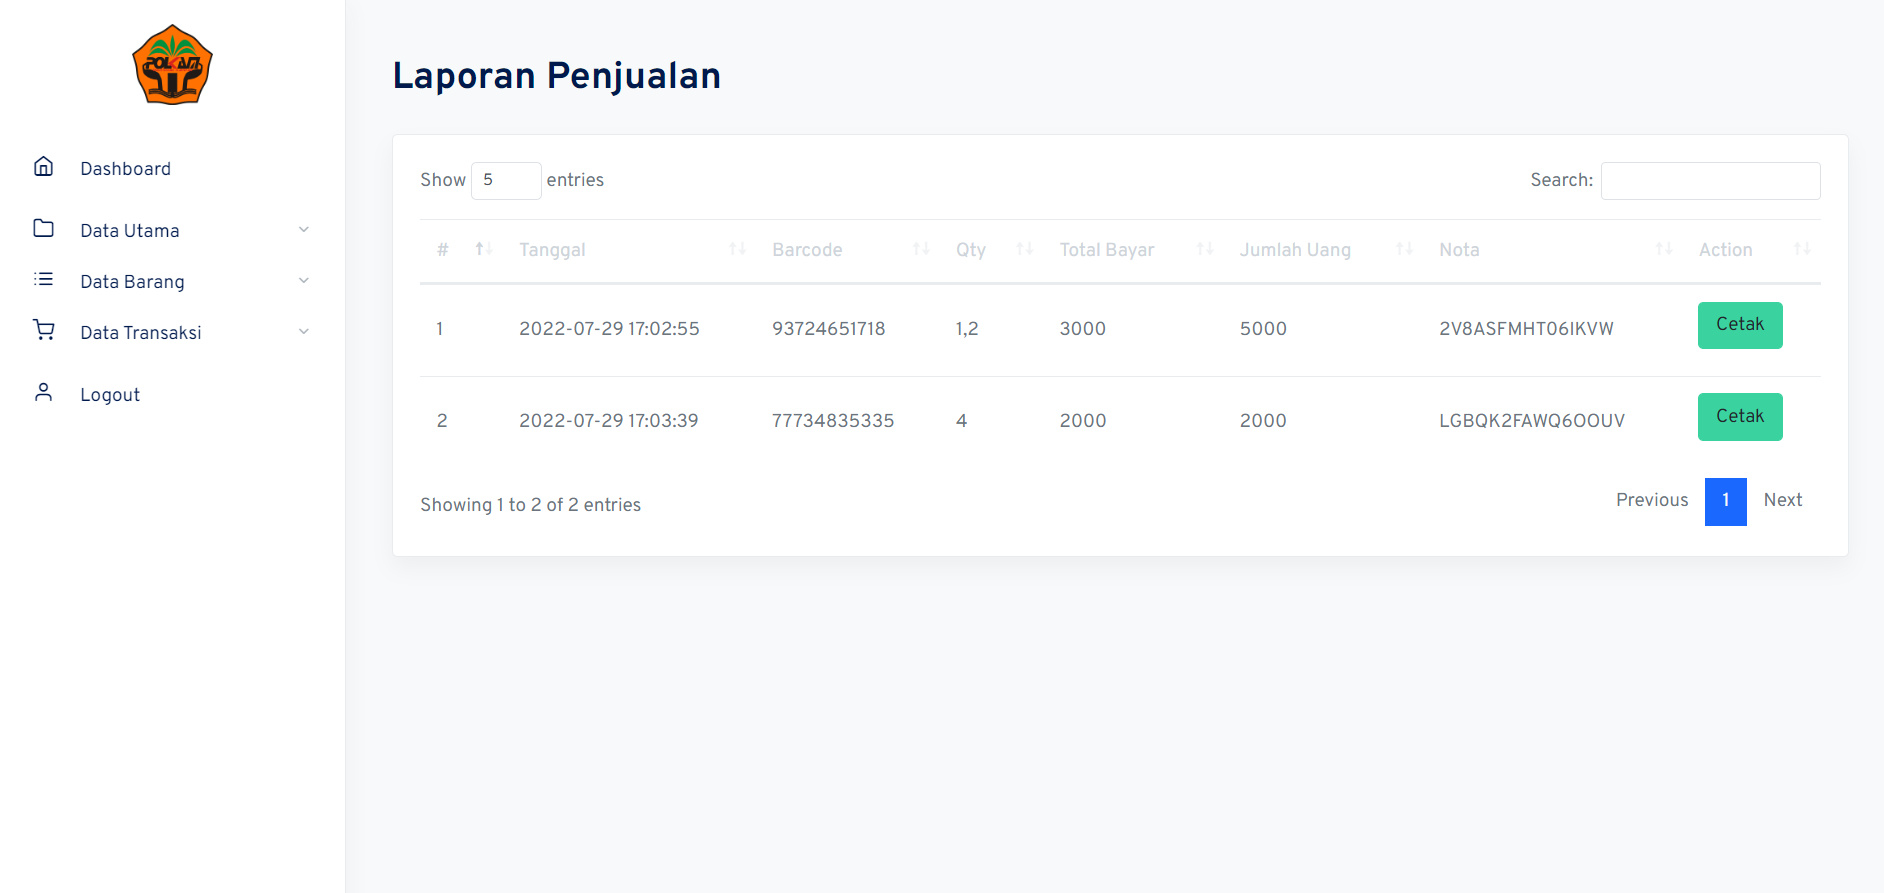 POLKAM
Dashboard
Data Utama
Data Barang
Data Transaksi
Logout
Laporan Penjualan
Show 5 entries
Search:
# Tanggal Barcode Qty Total Bayar Jumlah Uang Nota Action
1 2022-07-29 17:02:55 93724651718 1,2 3000 5000 2V8ASFMHT06IKVW Cetak
2 2022-07-29 17:03:39 77734835335 4 2000 2000 LGBQK2FAWQ6OOUV Cetak
Showing 1 to 2 of 2 entries
Previous 1 Next